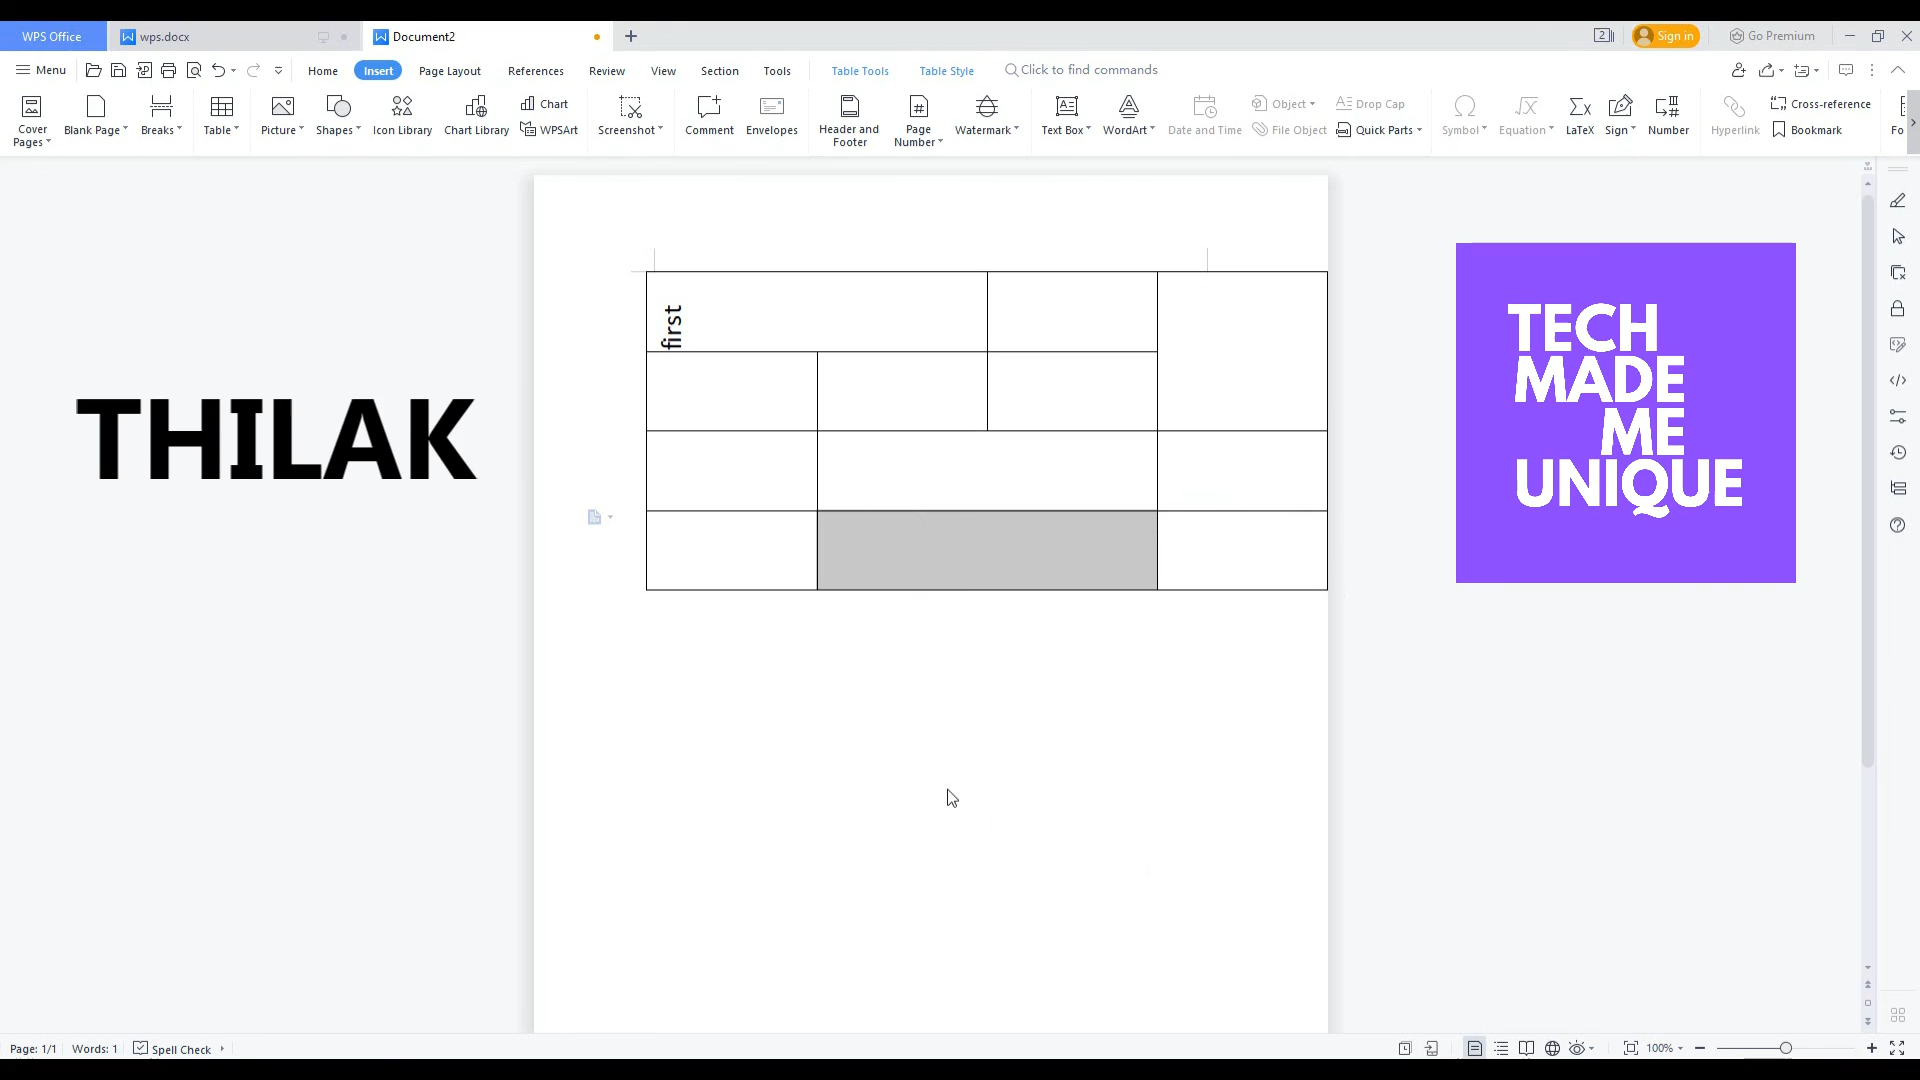 WPS Office
wps.docx
Document2
2
Sign in
Go Premium
Menu
Home
Insert
Page Layout
References
Review
View
Section
Tools
Table Tools
Table Style
Click to find commands
Cover Pages
Blank Page
Breaks
Table
Picture
Shapes
Icon Library
Chart Library
Chart
WPSArt
Screenshot
Comment
Envelopes
Header and Footer
Page Number
Watermark
Text Box
WordArt
Date and Time
Object
File Object
Drop Cap
Quick Parts
Symbol
Equation
LaTeX
Sign
Number
Hyperlink
Cross-reference
Bookmark
Fo
first
THILAK
TECH
MADE
ME
UNIQUE
Page: 1/1
Words: 1
Spell Check
100%